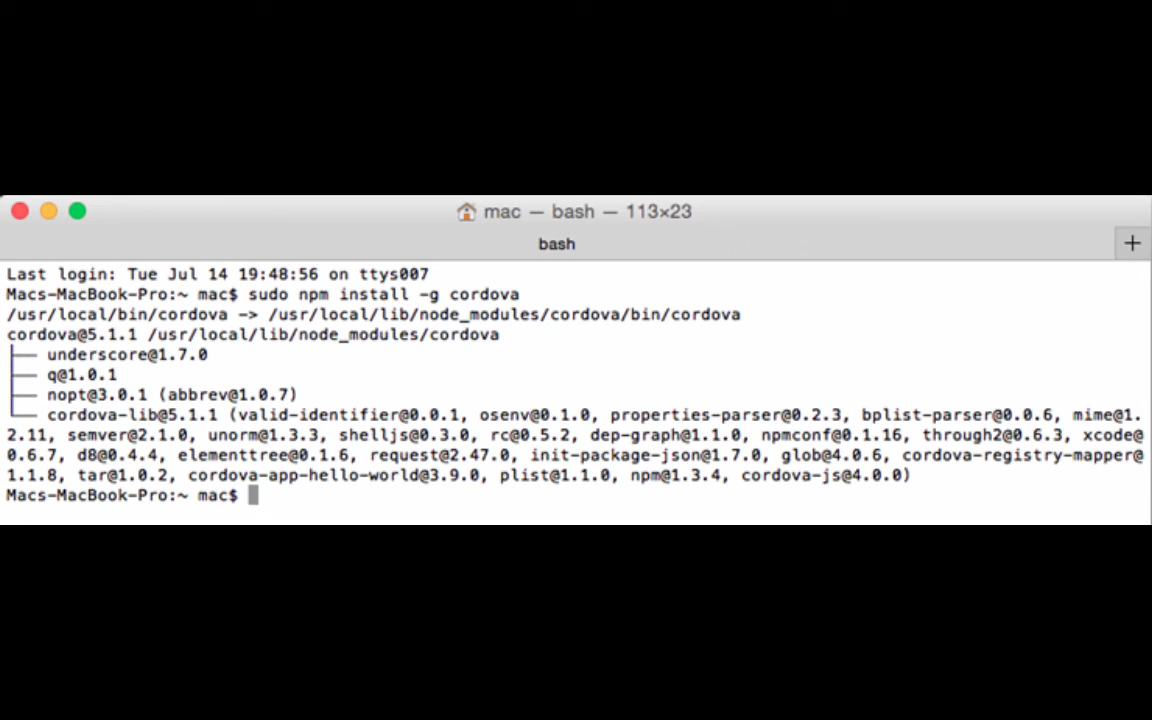 mac — bash — 113×23
bash
+
Last login: Tue Jul 14 19:48:56 on ttys007
Macs-MacBook-Pro:~ mac$ sudo npm install -g cordova
/usr/local/bin/cordova -> /usr/local/lib/node_modules/cordova/bin/cordova
cordova@5.1.1 /usr/local/lib/node_modules/cordova
├── underscore@1.7.0
├── q@1.0.1
├── nopt@3.0.1 (abbrev@1.0.7)
└── cordova-lib@5.1.1 (valid-identifier@0.0.1, osenv@0.1.0, properties-parser@0.2.3, bplist-parser@0.0.6, mime@1.
2.11, semver@2.1.0, unorm@1.3.3, shelljs@0.3.0, rc@0.5.2, dep-graph@1.1.0, npmconf@0.1.16, through2@0.6.3, xcode@
0.6.7, d8@0.4.4, elementtree@0.1.6, request@2.47.0, init-package-json@1.7.0, glob@4.0.6, cordova-registry-mapper@
1.1.8, tar@1.0.2, cordova-app-hello-world@3.9.0, plist@1.1.0, npm@1.3.4, cordova-js@4.0.0)
Macs-MacBook-Pro:~ mac$